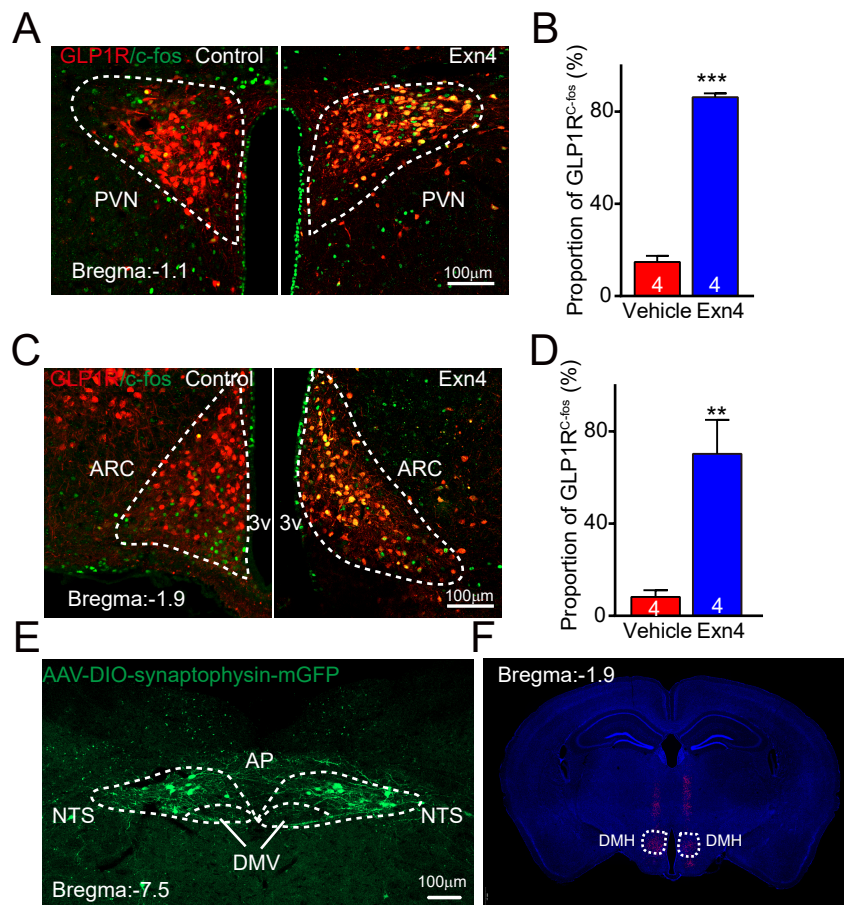 A
GLP1R/c-fos Control
Exn4
PVN
PVN
Bregma:-1.1
100μm
B
Proportion of GLP1R^C-fos (%)
80
40
0
***
4
4
Vehicle Exn4
C
GLP1R/c-fos Control
Exn4
ARC
ARC
3v 3v
Bregma:-1.9
100μm
D
Proportion of GLP1R^C-fos (%)
80
40
0
**
4
4
Vehicle Exn4
E
AAV-DIO-synaptophysin-mGFP
AP
NTS
NTS
DMV
Bregma:-7.5
100μm
F
Bregma:-1.9
DMH
DMH